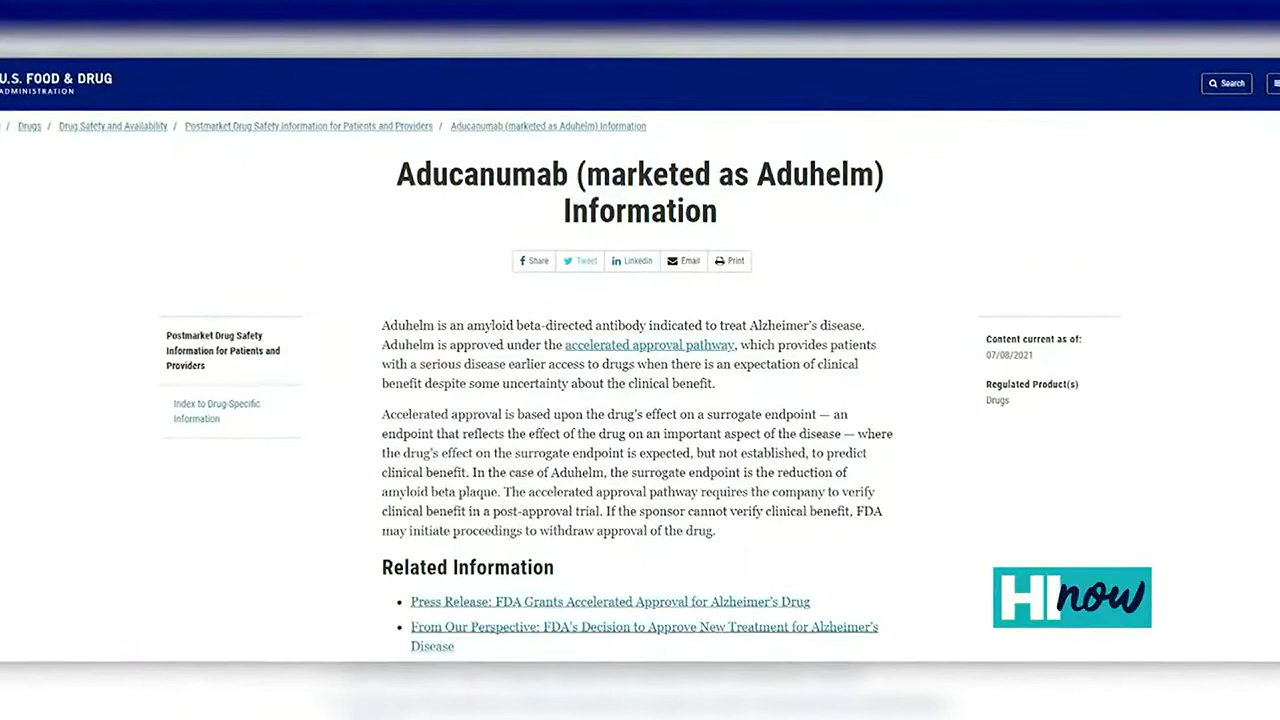 U.S. FOOD & DRUG
ADMINISTRATION
Search
/ Drugs / Drug Safety and Availability / Postmarket Drug Safety Information for Patients and Providers / Aducanumab (marketed as Aduhelm) Information
Aducanumab (marketed as Aduhelm)
Information
Share Tweet Linkedin Email Print
Postmarket Drug Safety
Information for Patients and
Providers
Index to Drug-Specific
Information
Aduhelm is an amyloid beta-directed antibody indicated to treat Alzheimer's disease.
Aduhelm is approved under the accelerated approval pathway, which provides patients
with a serious disease earlier access to drugs when there is an expectation of clinical
benefit despite some uncertainty about the clinical benefit.
Accelerated approval is based upon the drug's effect on a surrogate endpoint — an
endpoint that reflects the effect of the drug on an important aspect of the disease — where
the drug's effect on the surrogate endpoint is expected, but not established, to predict
clinical benefit. In the case of Aduhelm, the surrogate endpoint is the reduction of
amyloid beta plaque. The accelerated approval pathway requires the company to verify
clinical benefit in a post-approval trial. If the sponsor cannot verify clinical benefit, FDA
may initiate proceedings to withdraw approval of the drug.
Related Information
• Press Release: FDA Grants Accelerated Approval for Alzheimer's Drug
• From Our Perspective: FDA's Decision to Approve New Treatment for Alzheimer's
Disease
Content current as of:
07/08/2021
Regulated Product(s)
Drugs
HI now